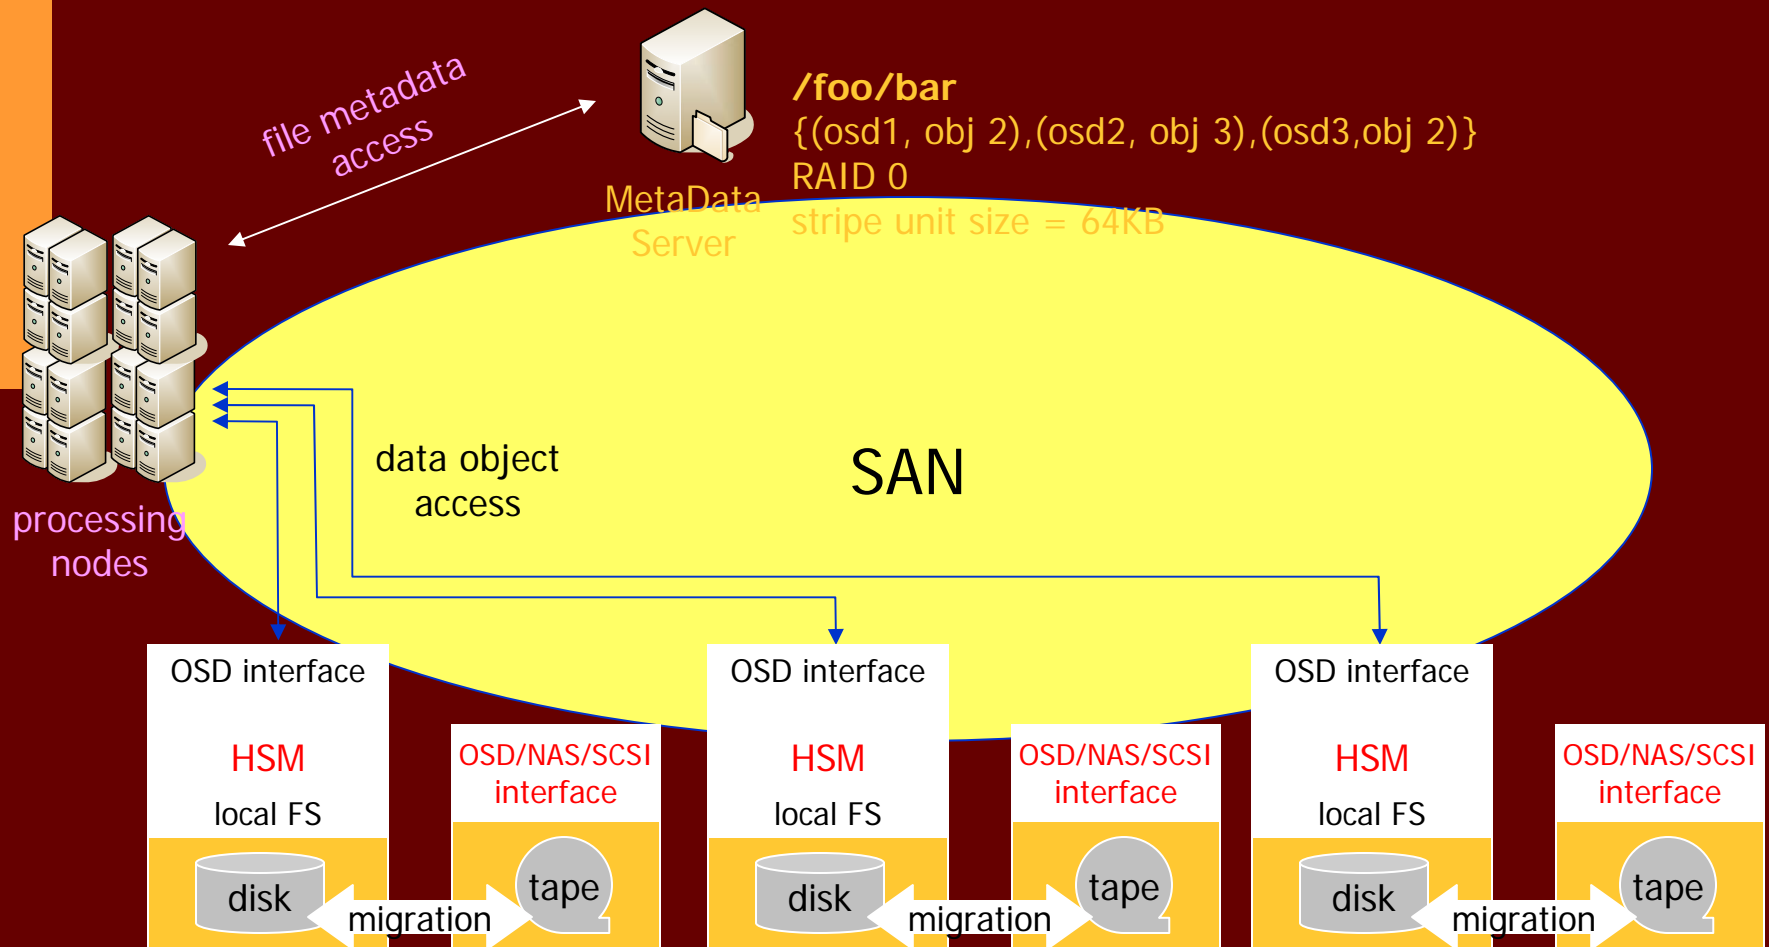 file metadata
access
/foo/bar
{(osd1, obj 2),(osd2, obj 3),(osd3,obj 2)}
RAID 0
stripe unit size = 64KB
MetaData
Server
processing
nodes
data object
access
SAN
OSD interface
HSM
local FS
disk
migration
OSD/NAS/SCSI
interface
tape
OSD interface
HSM
local FS
disk
migration
OSD/NAS/SCSI
interface
tape
OSD interface
HSM
local FS
disk
migration
OSD/NAS/SCSI
interface
tape